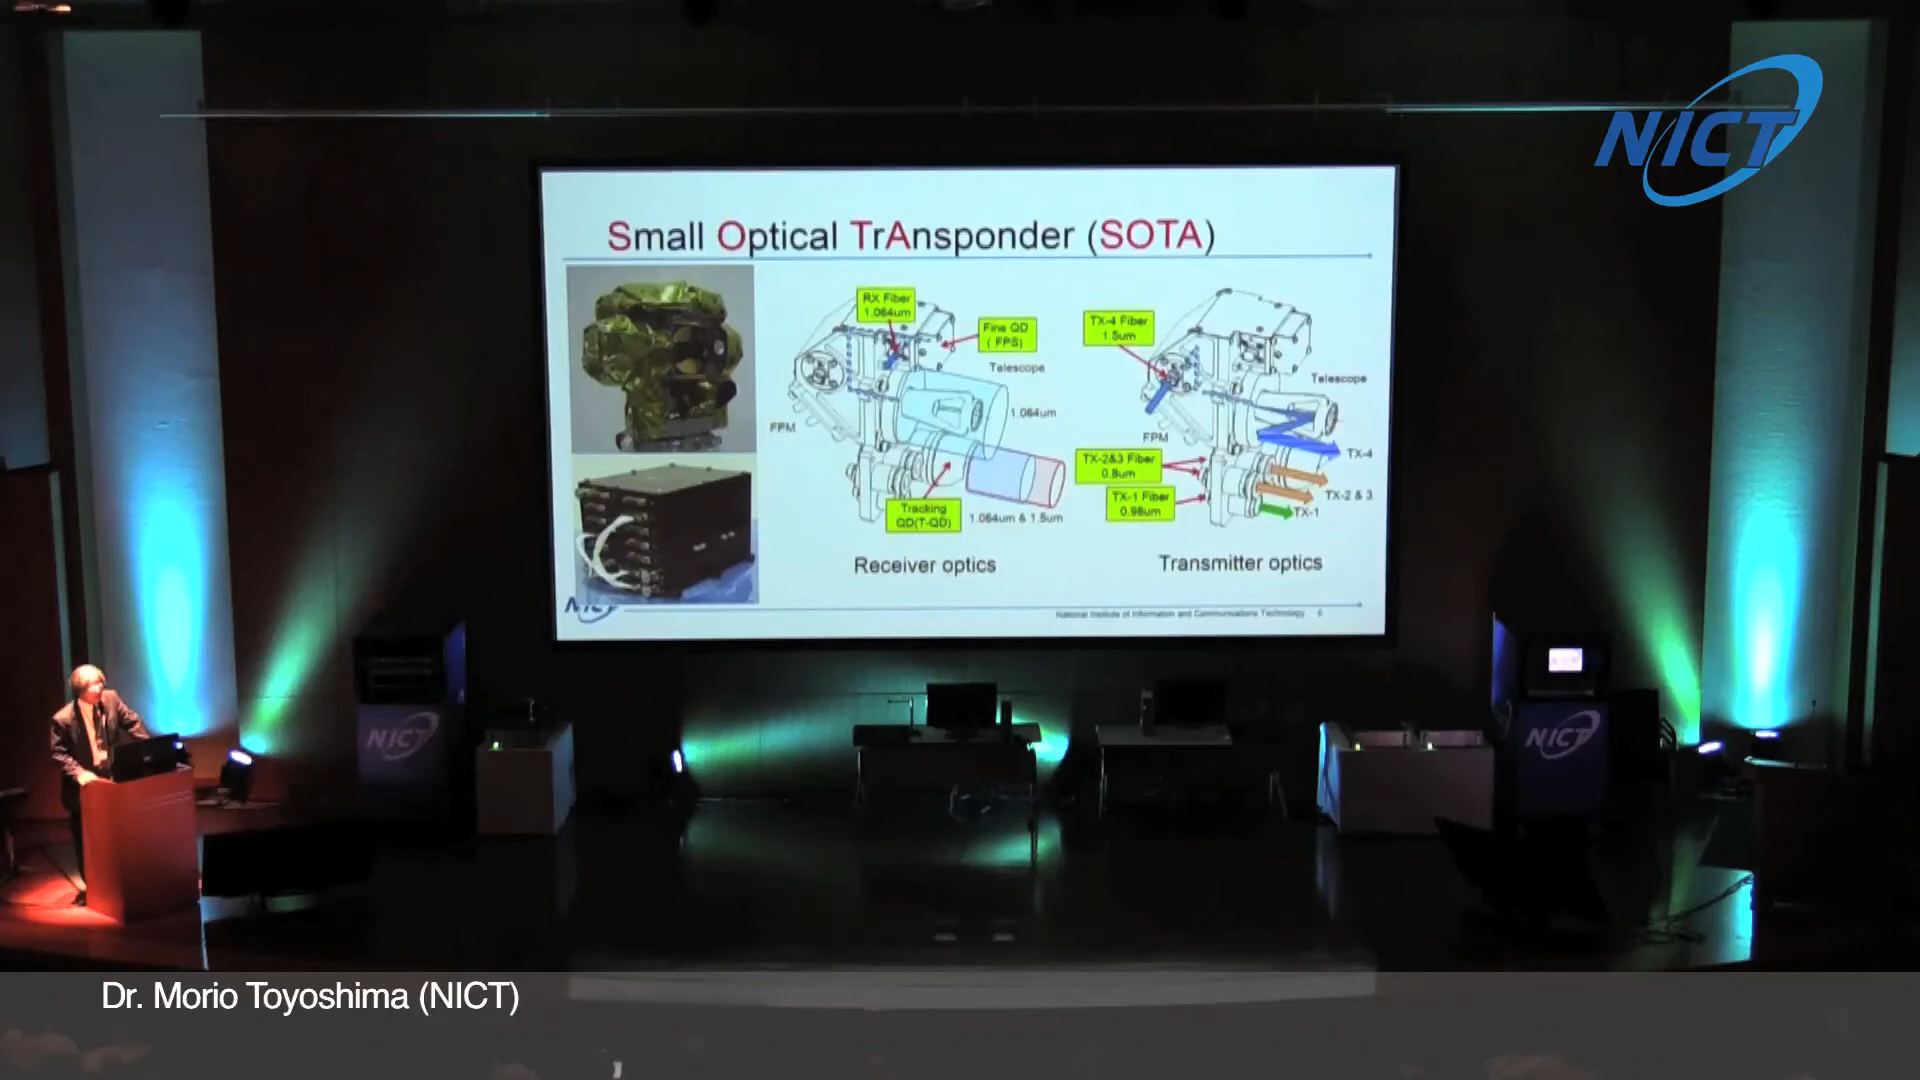 NICT
Small Optical TrAnsponder (SOTA)
RX Fiber
1.064um
Fine QD
( FPS)
Telescope
1.064um
FPM
Tracking
QD(T-QD)
1.064um & 1.5um
Receiver optics
TX-4 Fiber
1.5um
Telescope
FPM
TX-4
TX-2&3 Fiber
0.8um
TX-2 & 3
TX-1 Fiber
0.98um
TX-1
Transmitter optics
NICT
National Institute of Information and Communications Technology
NICT
NICT
Dr. Morio Toyoshima (NICT)